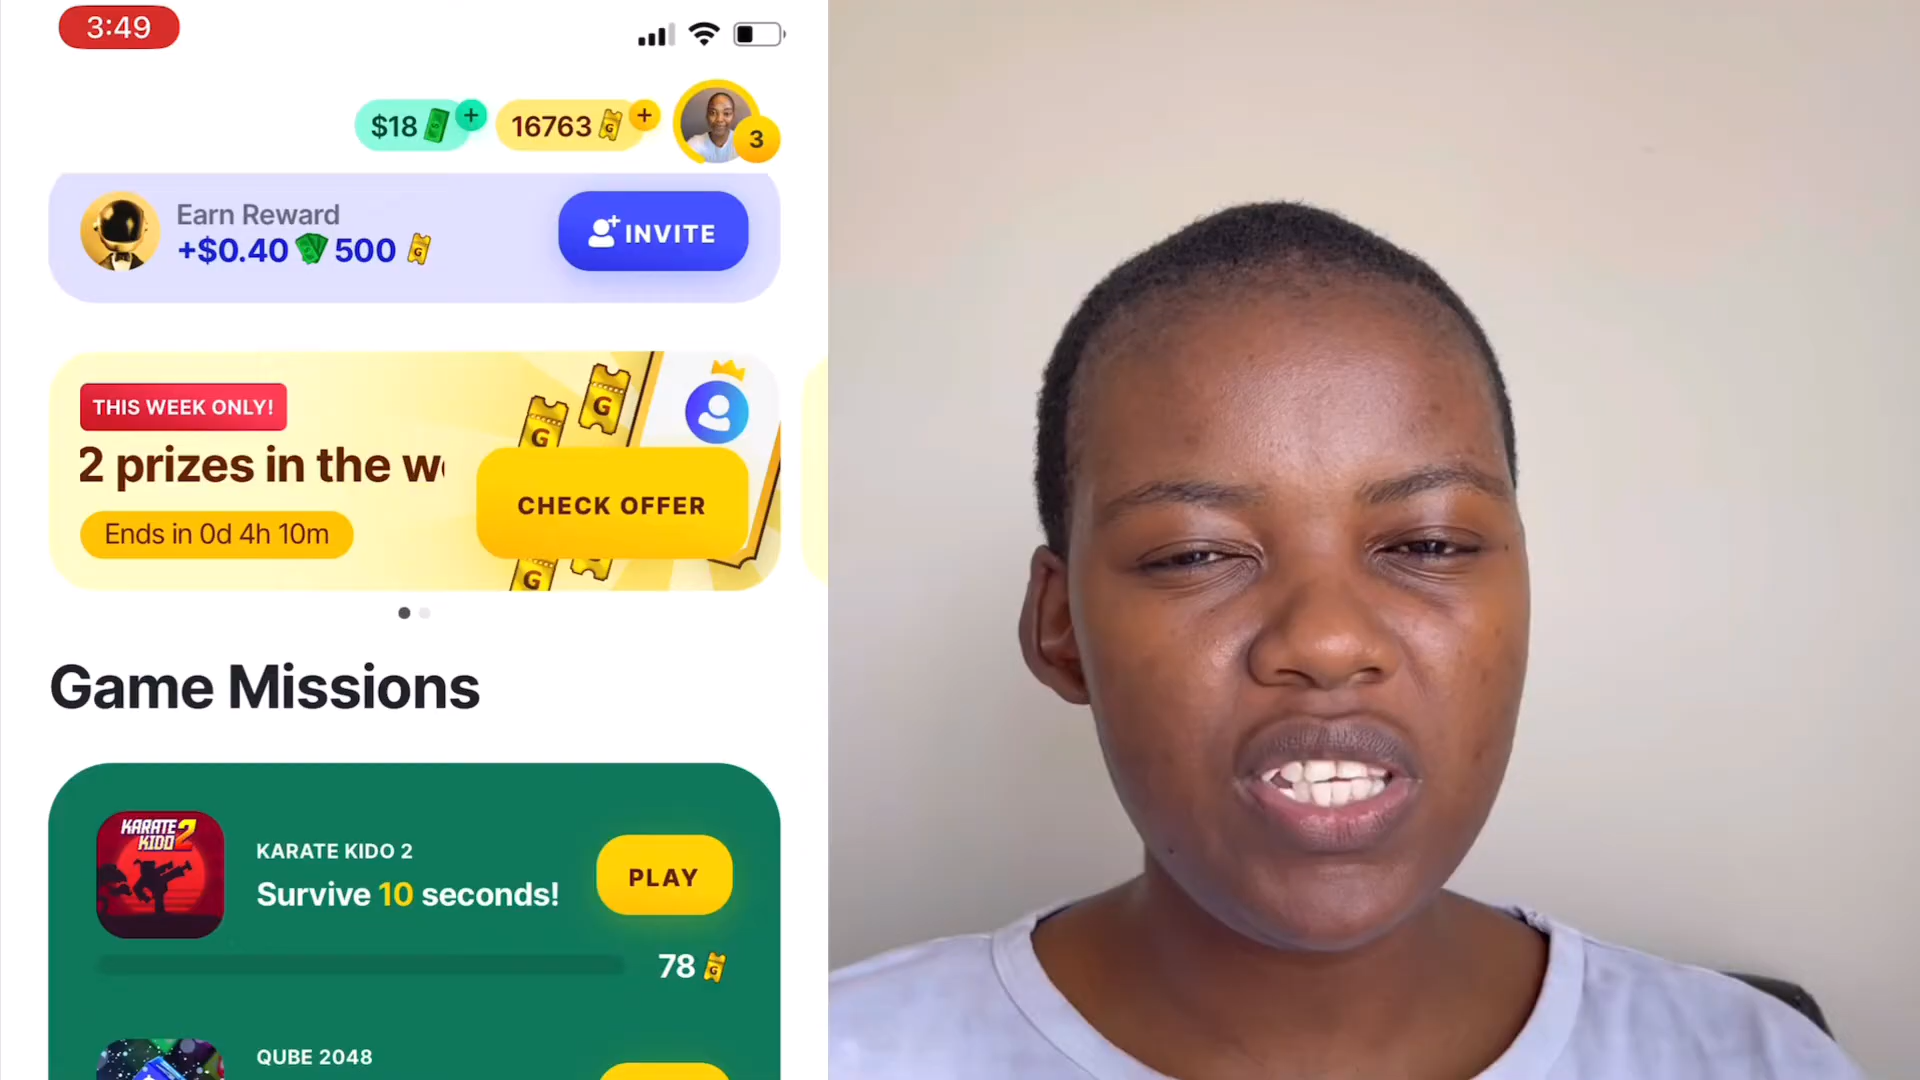 3:49
$18
16763
3
Earn Reward
+$0.40 500
INVITE
THIS WEEK ONLY!
2 prizes in the w
CHECK OFFER
Ends in 0d 4h 10m
Game Missions
KARATE KIDO 2
KARATE KIDO 2
Survive 10 seconds!
PLAY
78
QUBE 2048